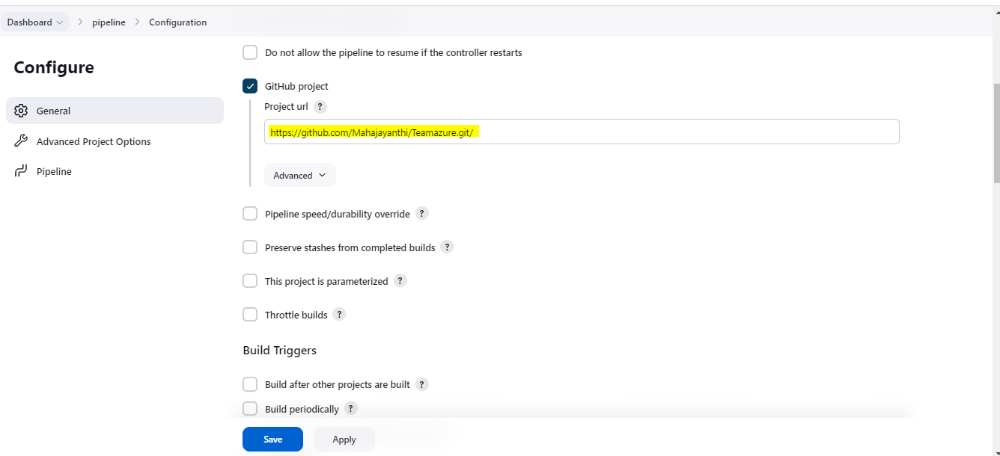 Dashboard > pipeline > Configuration
Configure
General
Advanced Project Options
Pipeline
Do not allow the pipeline to resume if the controller restarts
GitHub project
Project url ?
https://github.com/Mahajayanthi/Teamazure.git/
Advanced
Pipeline speed/durability override ?
Preserve stashes from completed builds ?
This project is parameterized ?
Throttle builds ?
Build Triggers
Build after other projects are built ?
Build periodically ?
Save Apply